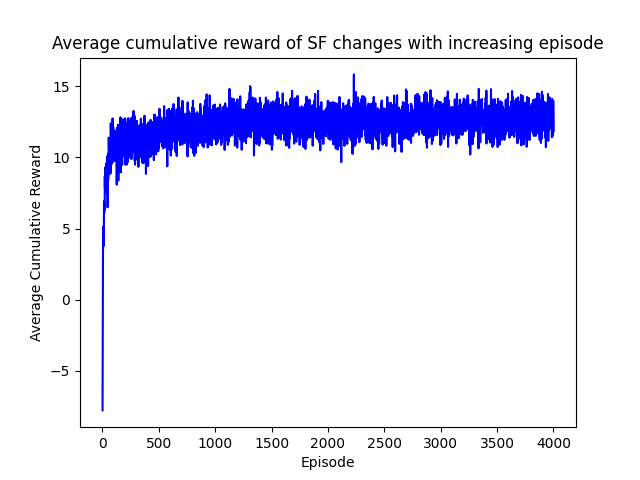 Average cumulative reward of SF changes with increasing episode
15
10
5
0
−5
Average Cumulative Reward
0 500 1000 1500 2000 2500 3000 3500 4000
Episode